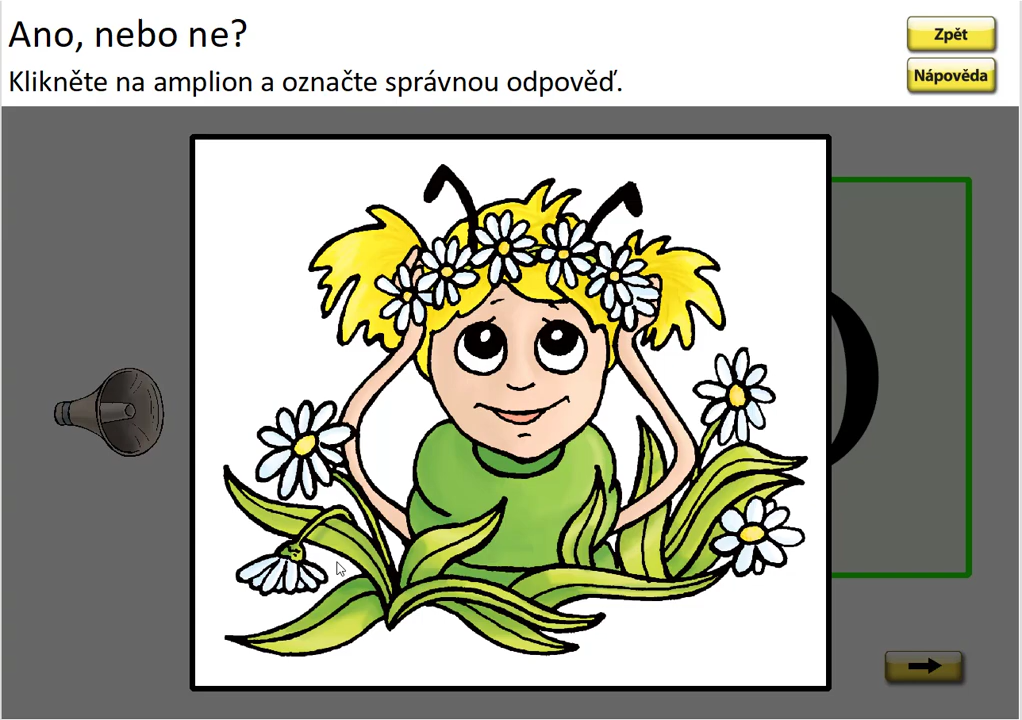 Ano, nebo ne?
Zpět
Klikněte na amplion a označte správnou odpověď.
Nápověda